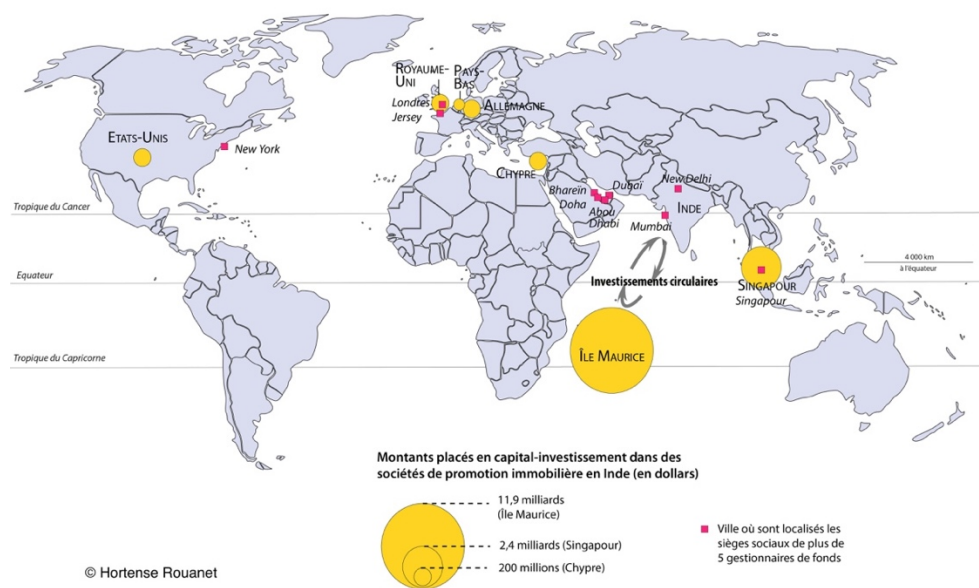 ROYAUME-
UNI
PAYS-
BAS
Londres
Jersey
ALLEMAGNE
ETATS-UNIS
New York
CHYPRE
Bhareïn
Doha
Dubaï
Abou
Dhabi
New Delhi
INDE
Mumbai
Tropique du Cancer
4 000 km
à l'équateur
Equateur
Investissements circulaires
SINGAPOUR
Singapour
ÎLE MAURICE
Tropique du Capricorne
Montants placés en capital-investissement dans des
sociétés de promotion immobilière en Inde (en dollars)
11,9 milliards
(Île Maurice)
2,4 milliards (Singapour)
200 millions (Chypre)
Ville où sont localisés les
sièges sociaux de plus de
5 gestionnaires de fonds
© Hortense Rouanet